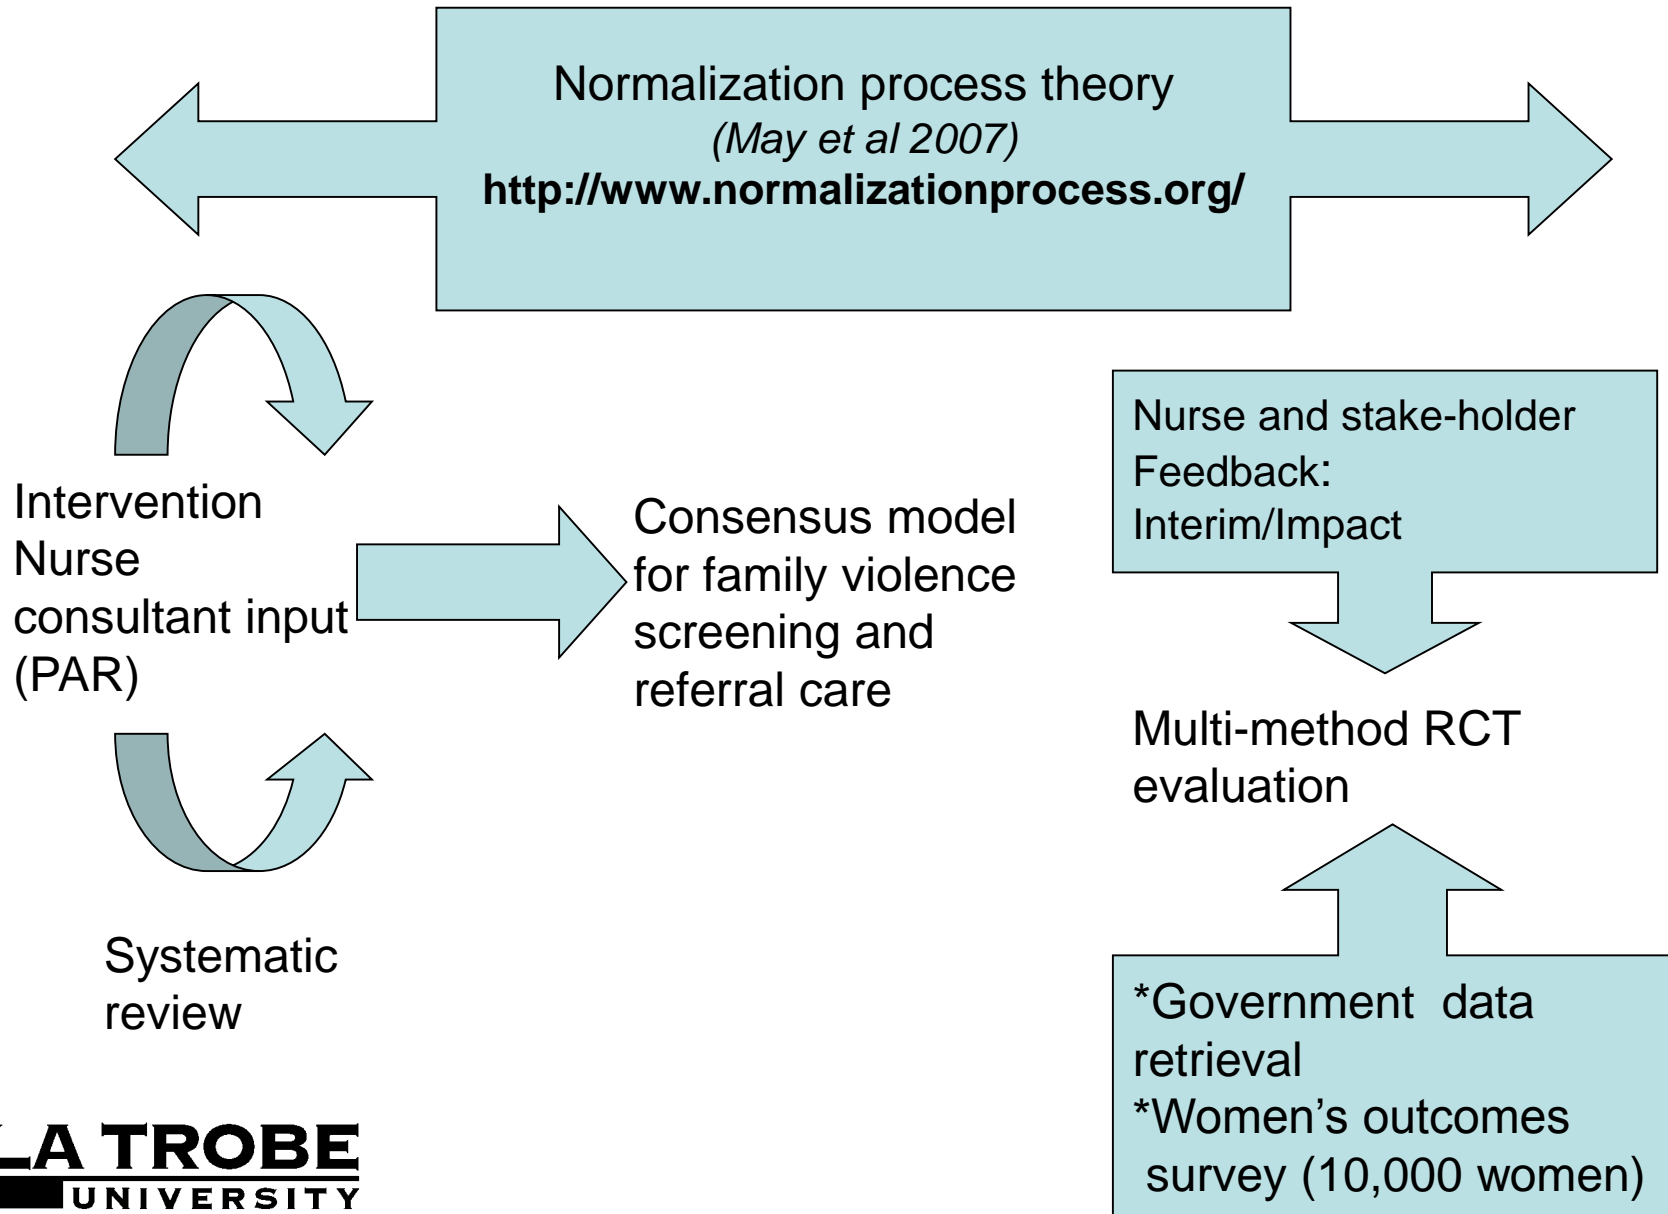 Normalization process theory
(May et al 2007)
http://www.normalizationprocess.org/
Intervention
Nurse
consultant input
(PAR)
Consensus model
for family violence
screening and
referral care
Nurse and stake-holder
Feedback:
Interim/Impact
Multi-method RCT
evaluation
Systematic
review
*Government  data
retrieval
*Women’s outcomes
survey (10,000 women)
LA TROBE
UNIVERSITY